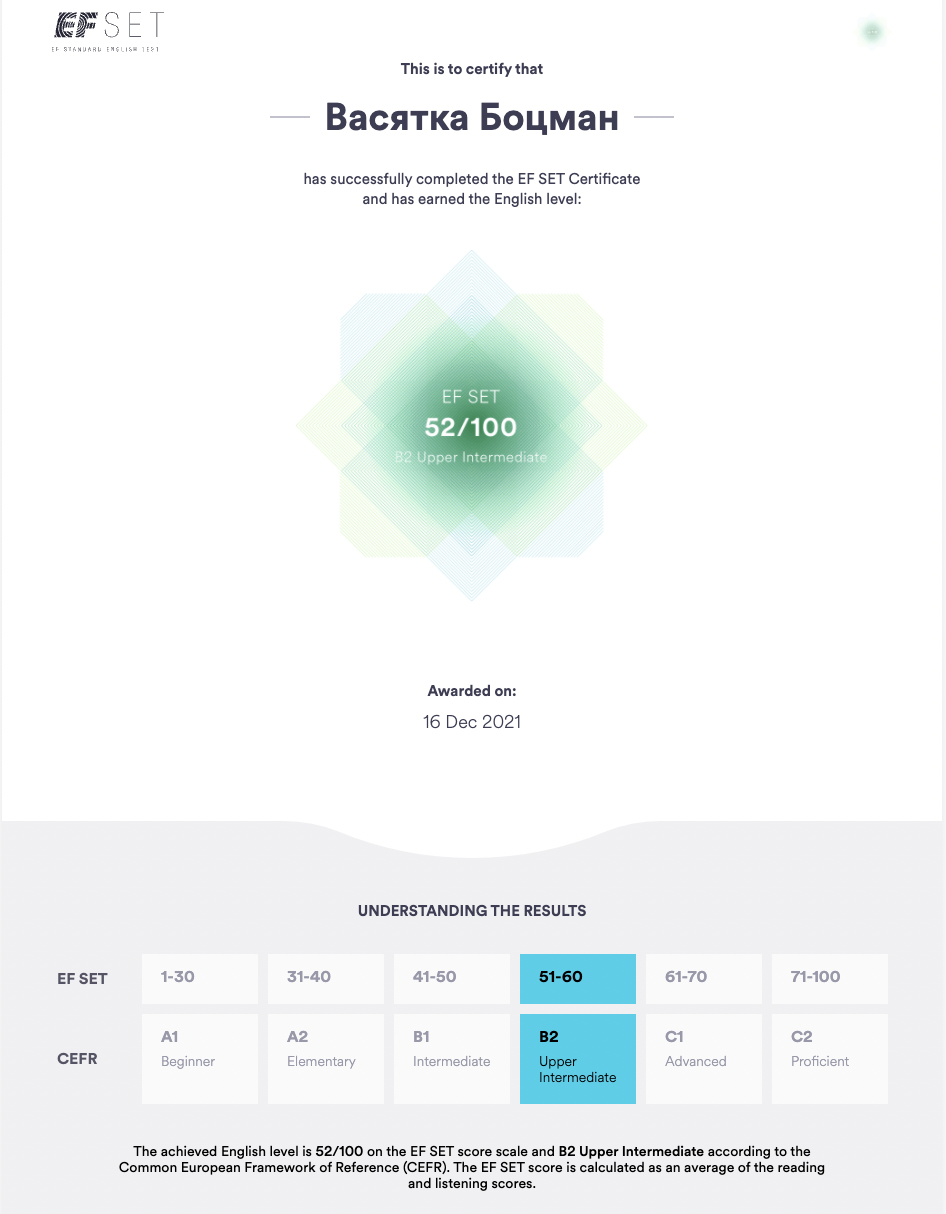 EF SET
EF STANDARD ENGLISH TEST
This is to certify that
Васятка Боцман
has successfully completed the EF SET Certificate
and has earned the English level:
EF SET
52/100
B2 Upper Intermediate
Awarded on:
16 Dec 2021
UNDERSTANDING THE RESULTS
EF SET 1-30 31-40 41-50 51-60 61-70 71-100
CEFR
A1 A2 B1 B2 C1 C2
Beginner Elementary Intermediate Upper Advanced Proficient
Intermediate
The achieved English level is 52/100 on the EF SET score scale and B2 Upper Intermediate according to the
Common European Framework of Reference (CEFR). The EF SET score is calculated as an average of the reading
and listening scores.